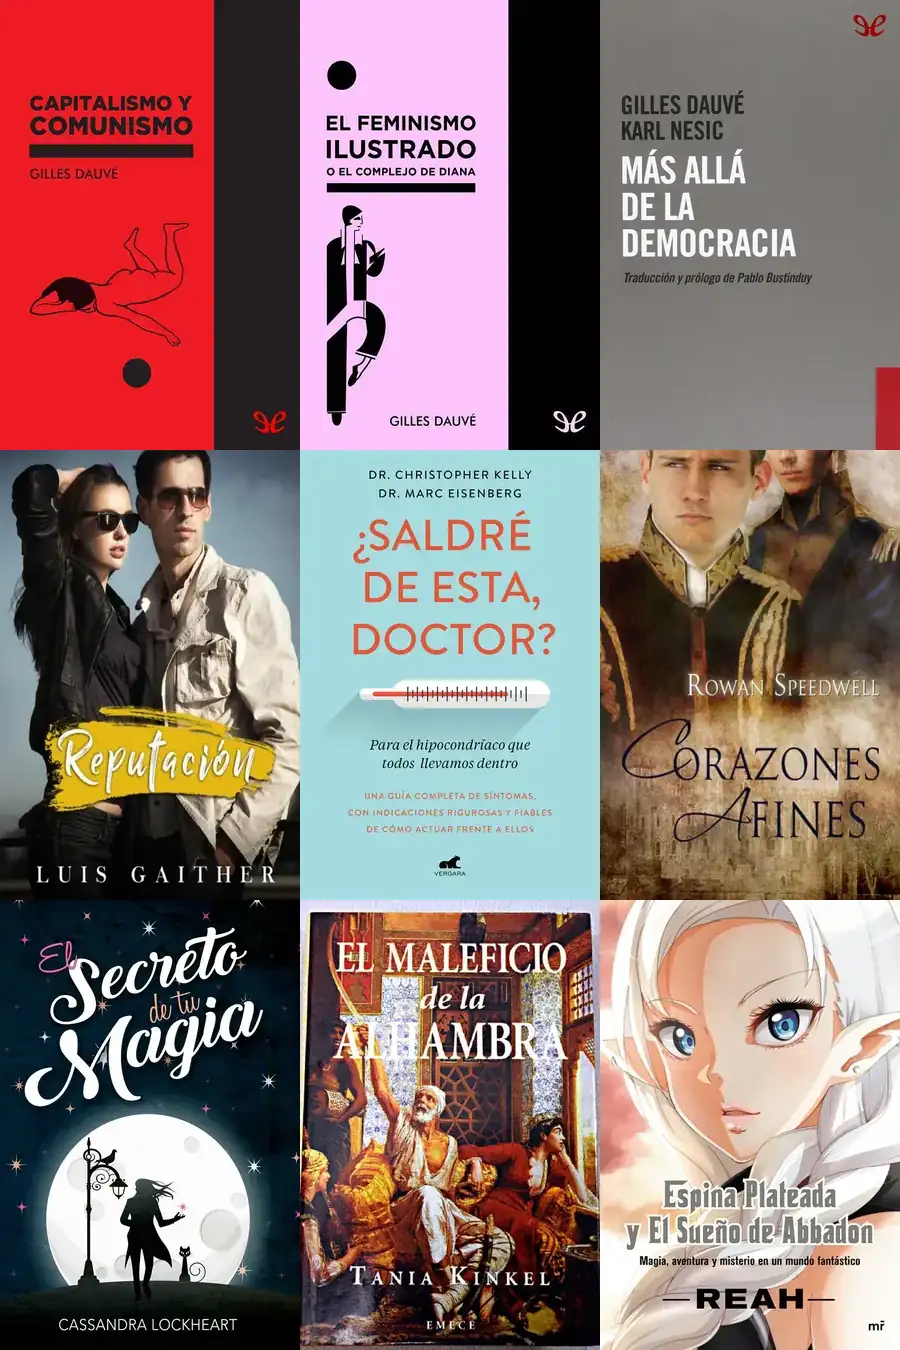 CAPITALISMO Y
COMUNISMO
GILLES DAUVÉ
EL FEMINISMO
ILUSTRADO
O EL COMPLEJO DE DIANA
GILLES DAUVÉ
GILLES DAUVÉ
KARL NESIC
MÁS ALLÁ
DE LA
DEMOCRACIA
Traducción y prólogo de Pablo Bustinduy
Reputación
LUIS GAITHER
DR. CHRISTOPHER KELLY
DR. MARC EISENBERG
¿SALDRÉ
DE ESTA,
DOCTOR?
Para el hipocondríaco que
todos llevamos dentro
UNA GUÍA COMPLETA DE SÍNTOMAS,
CON INDICACIONES RIGUROSAS Y FIABLES
DE CÓMO ACTUAR FRENTE A ELLOS
VERGARA
ROWAN SPEEDWELL
CORAZONES
AFINES
El
Secreto
de tu
Magia
CASSANDRA LOCKHEART
EL MALEFICIO
de la
ALHAMBRA
TANIA KINKEL
EMECE
Espina Plateada
y El Sueño de Abbadon
Magia, aventura y misterio en un mundo fantástico
REAH
mr̄